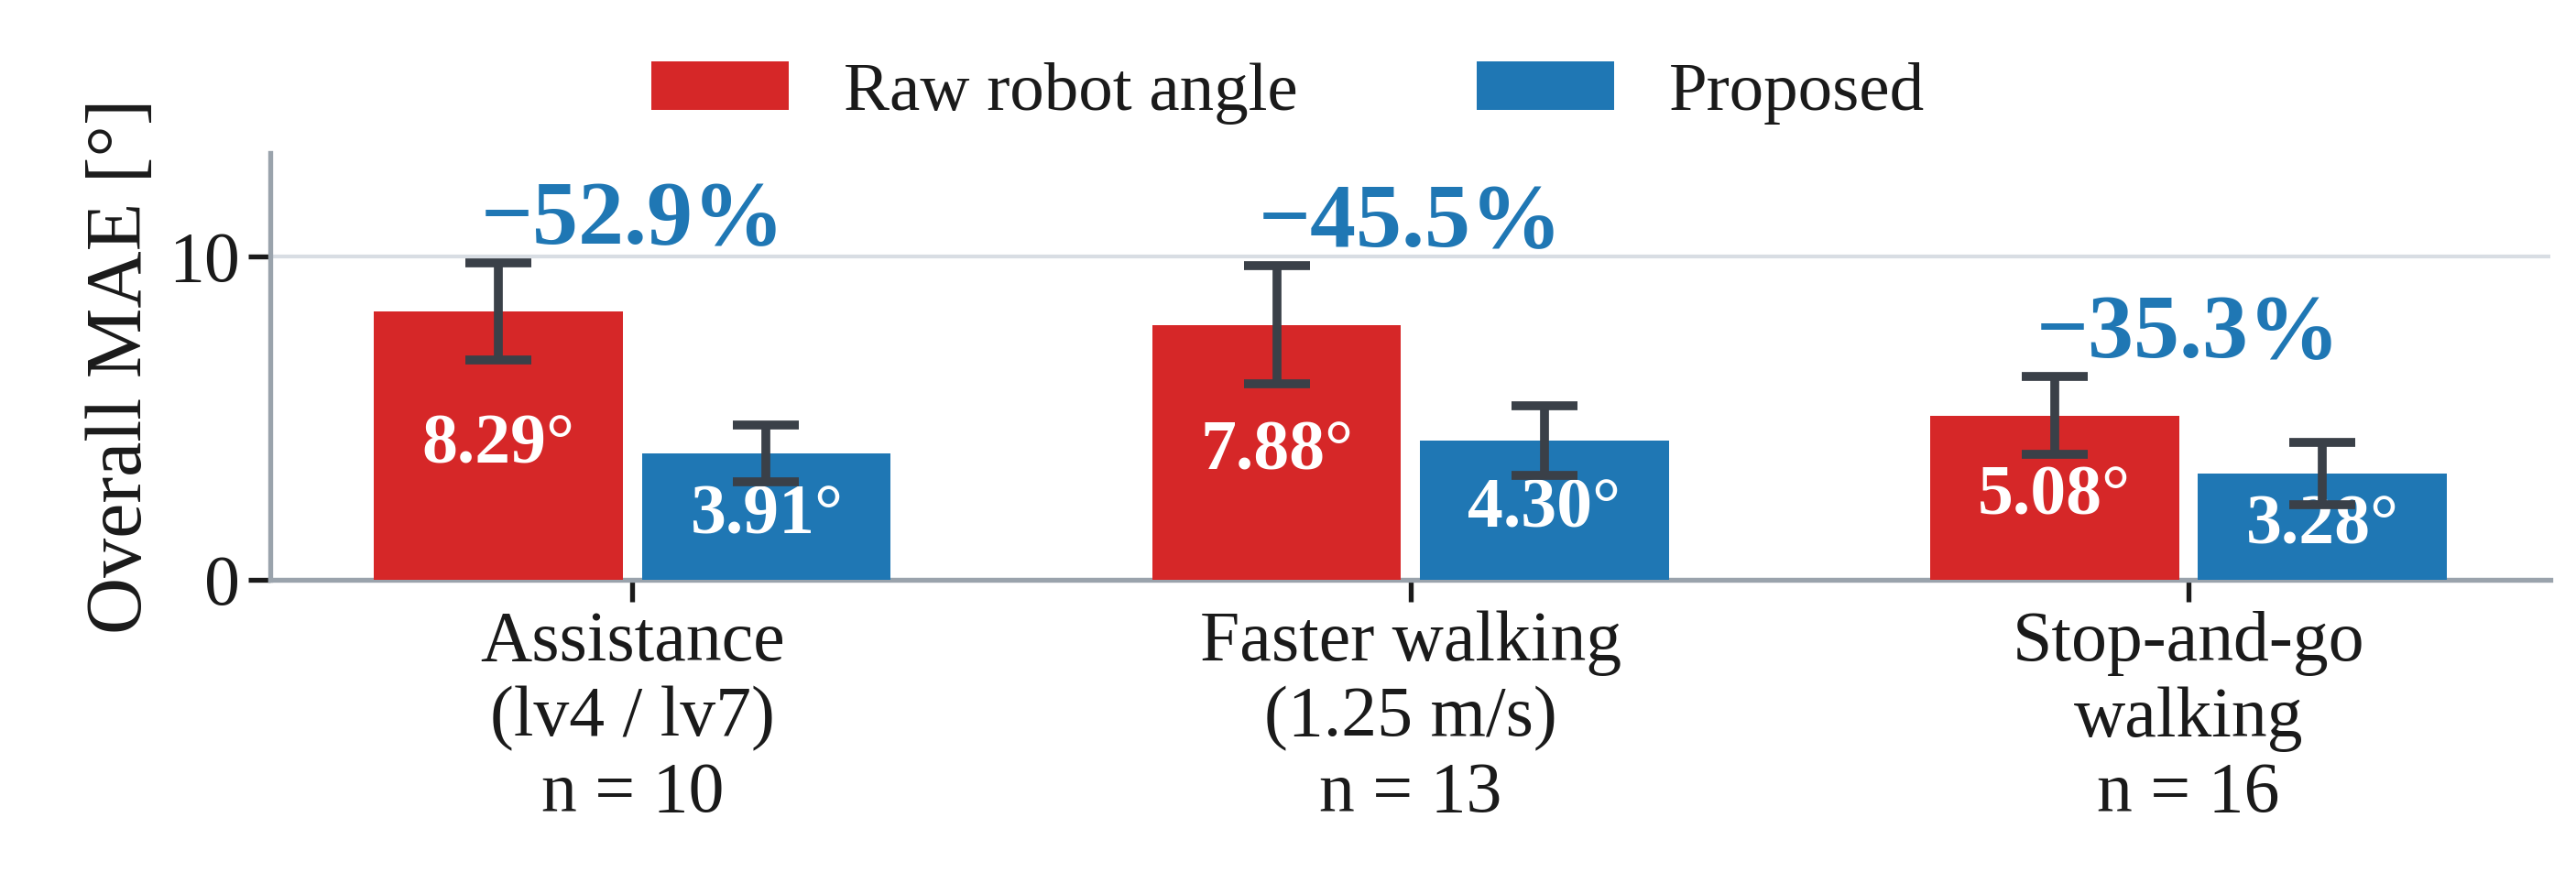 Raw robot angle
Proposed
Overall MAE [°]
10
0
−52.9%
−45.5%
−35.3%
8.29°
3.91°
7.88°
4.30°
5.08°
3.28°
Assistance
(lv4 / lv7)
n = 10
Faster walking
(1.25 m/s)
n = 13
Stop-and-go
walking
n = 16